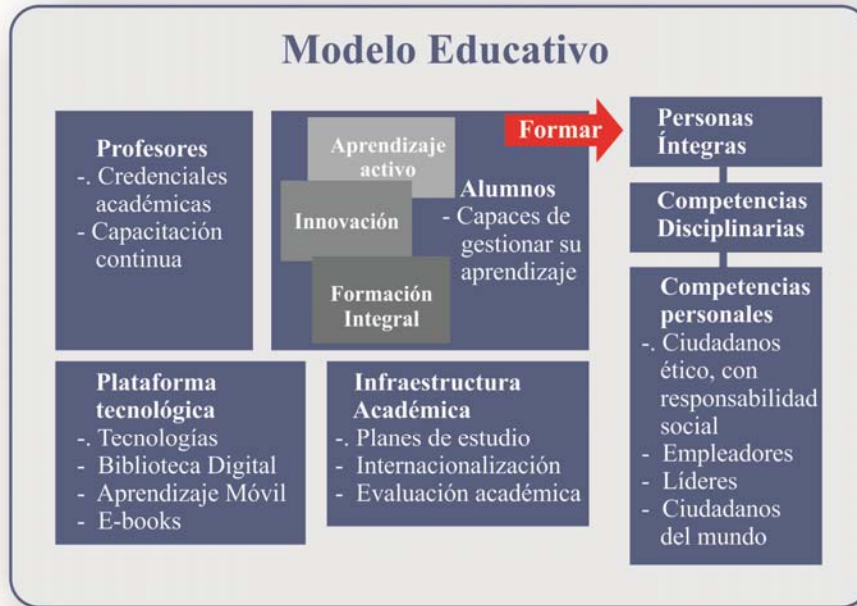 Modelo Educativo
Profesores
-. Credenciales
académicas
- Capacitación
continua
Aprendizaje
activo
Innovación
Formación
Integral
Alumnos
- Capaces de
gestionar su
aprendizaje
Formar
Personas
Íntegras
Competencias
Disciplinarias
Competencias
personales
-. Ciudadanos
ético, con
responsabilidad
social
- Empleadores
- Líderes
- Ciudadanos
del mundo
Plataforma
tecnológica
-. Tecnologías
- Biblioteca Digital
- Aprendizaje Móvil
- E-books
Infraestructura
Académica
-. Planes de estudio
- Internacionalización
- Evaluación académica